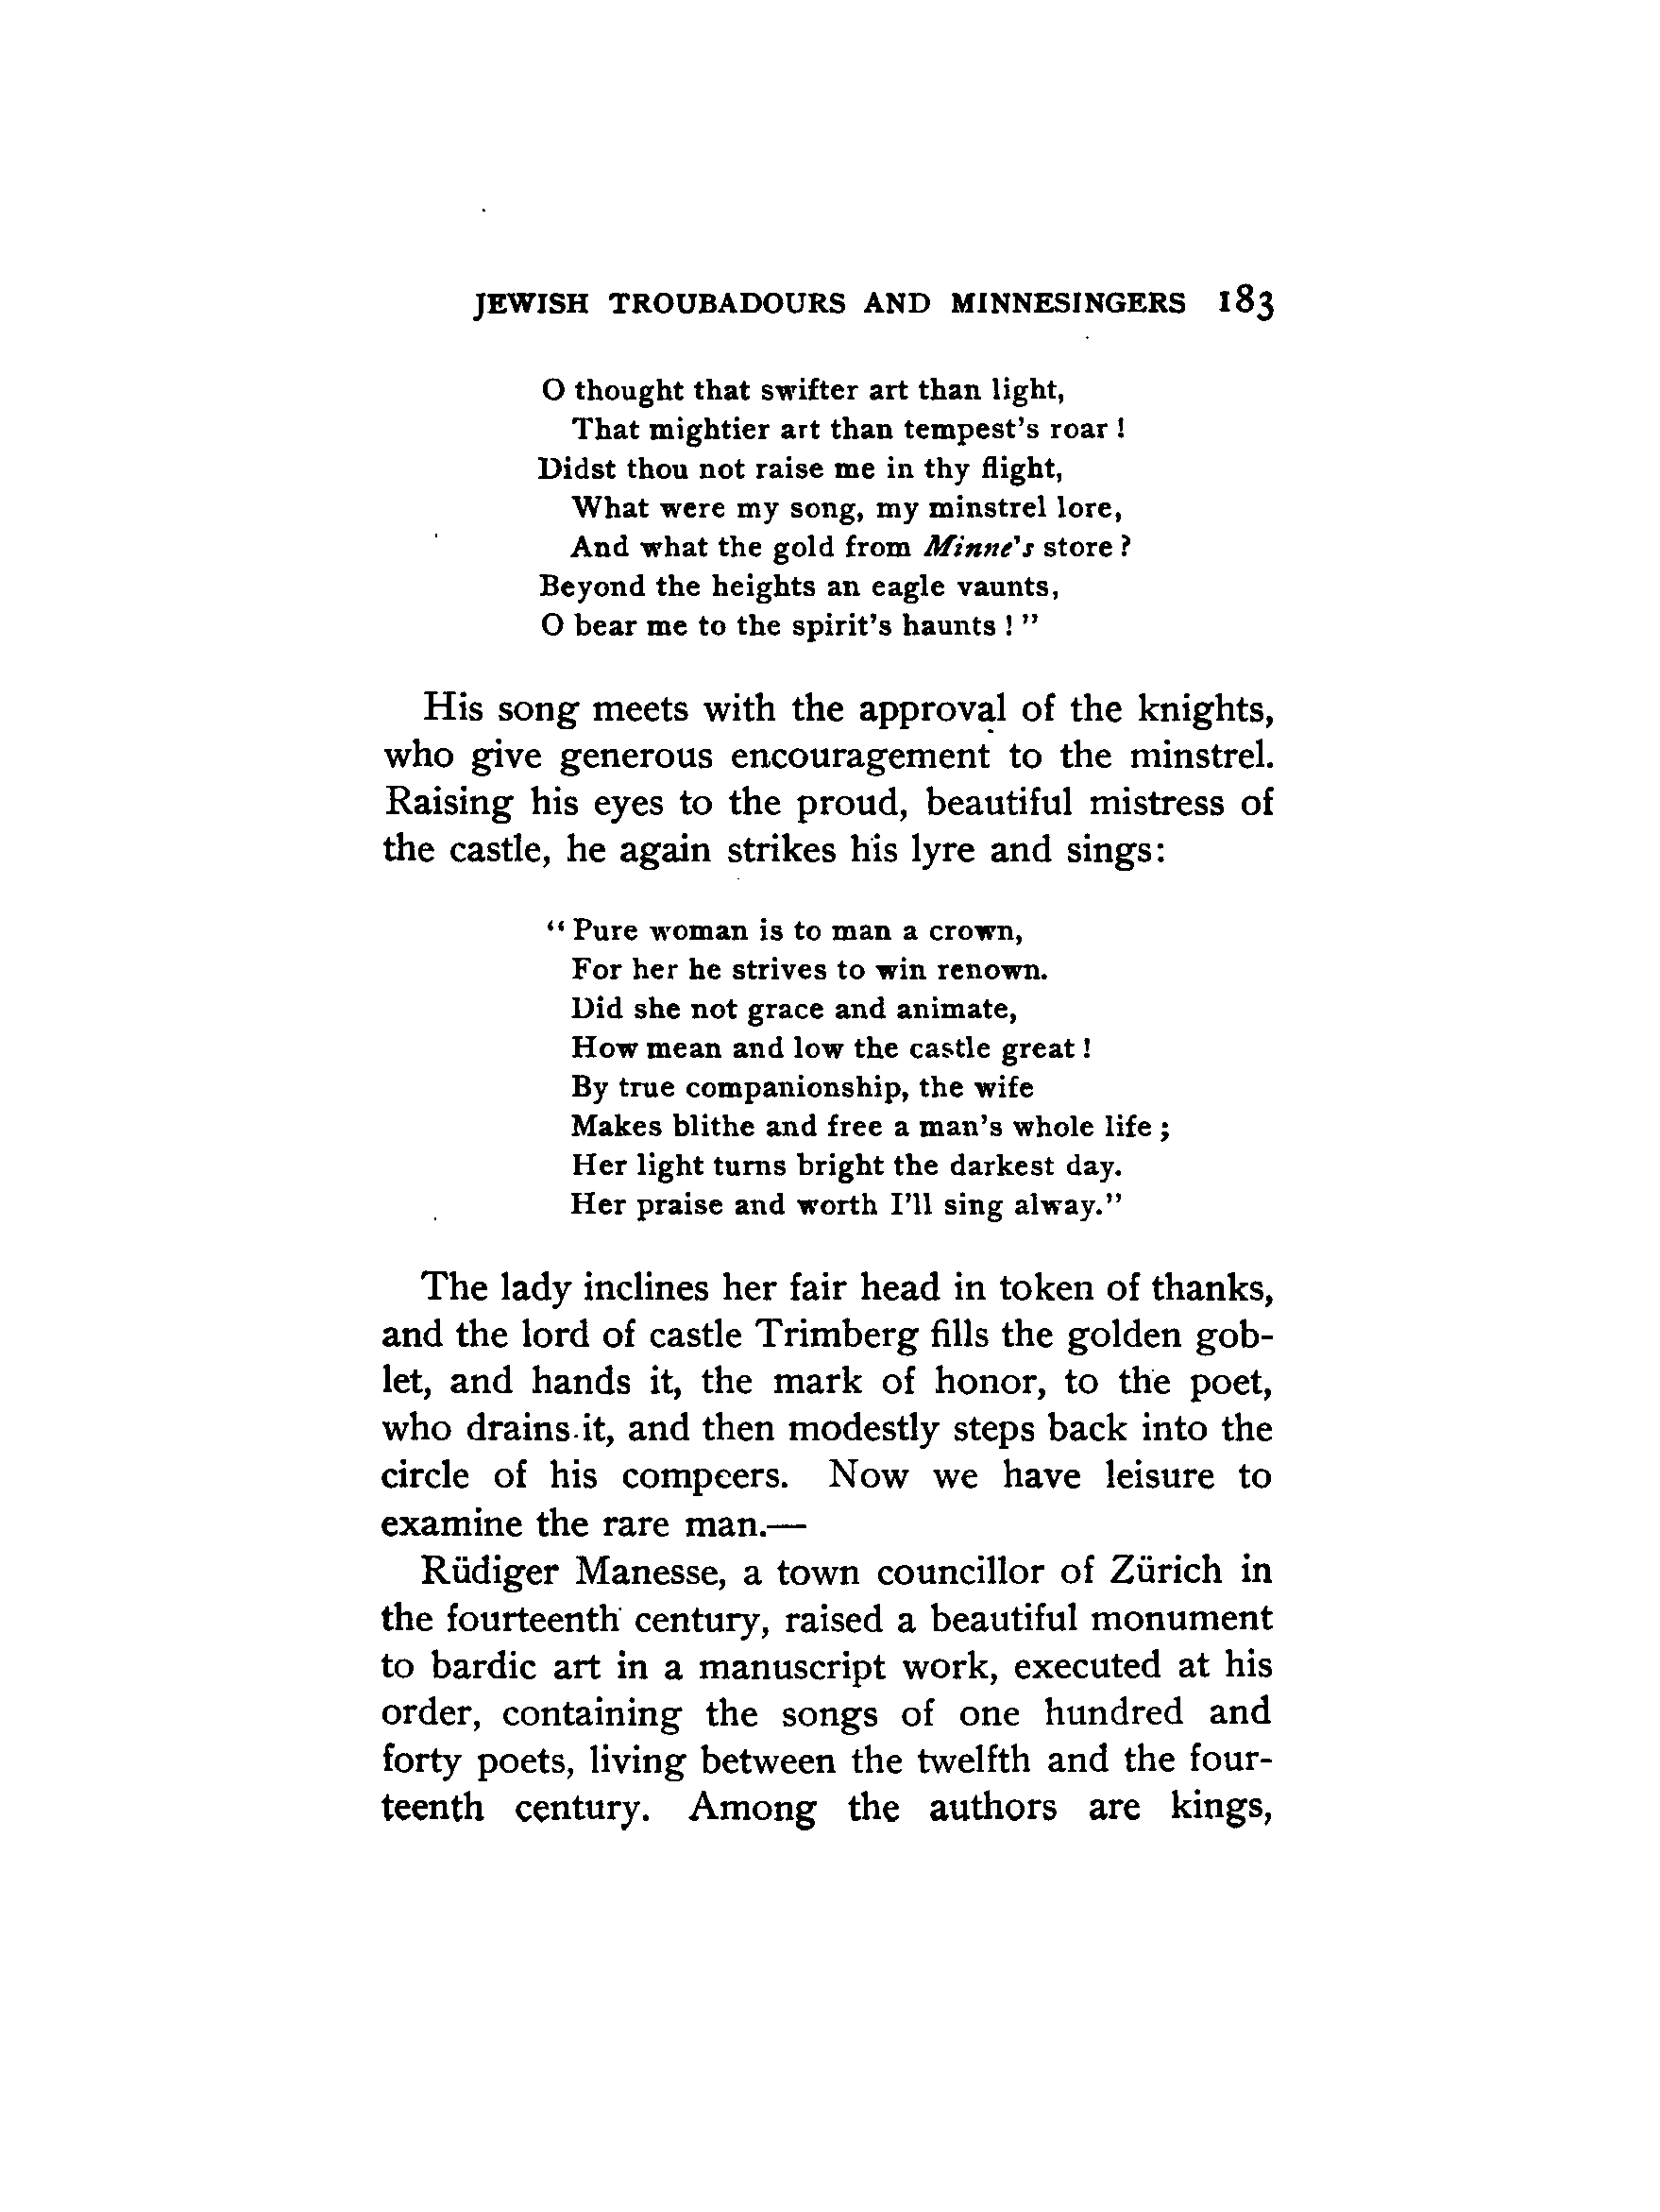 JEWISH TROUBADOURS AND MINNESINGERS 183
O thought that swifter art than light,
That mightier art than tempest's roar!
Didst thou not raise me in thy flight,
What were my song, my minstrel lore,
And what the gold from Minne's store?
Beyond the heights an eagle vaunts,
O bear me to the spirit's haunts!"
His song meets with the approval of the knights,
who give generous encouragement to the minstrel.
Raising his eyes to the proud, beautiful mistress of
the castle, he again strikes his lyre and sings:
"Pure woman is to man a crown,
For her he strives to win renown.
Did she not grace and animate,
How mean and low the castle great!
By true companionship, the wife
Makes blithe and free a man's whole life;
Her light turns bright the darkest day.
Her praise and worth I'll sing alway."
The lady inclines her fair head in token of thanks,
and the lord of castle Trimberg fills the golden gob-
let, and hands it, the mark of honor, to the poet,
who drains it, and then modestly steps back into the
circle of his compeers. Now we have leisure to
examine the rare man.—
Rüdiger Manesse, a town councillor of Zürich in
the fourteenth century, raised a beautiful monument
to bardic art in a manuscript work, executed at his
order, containing the songs of one hundred and
forty poets, living between the twelfth and the four-
teenth century. Among the authors are kings,